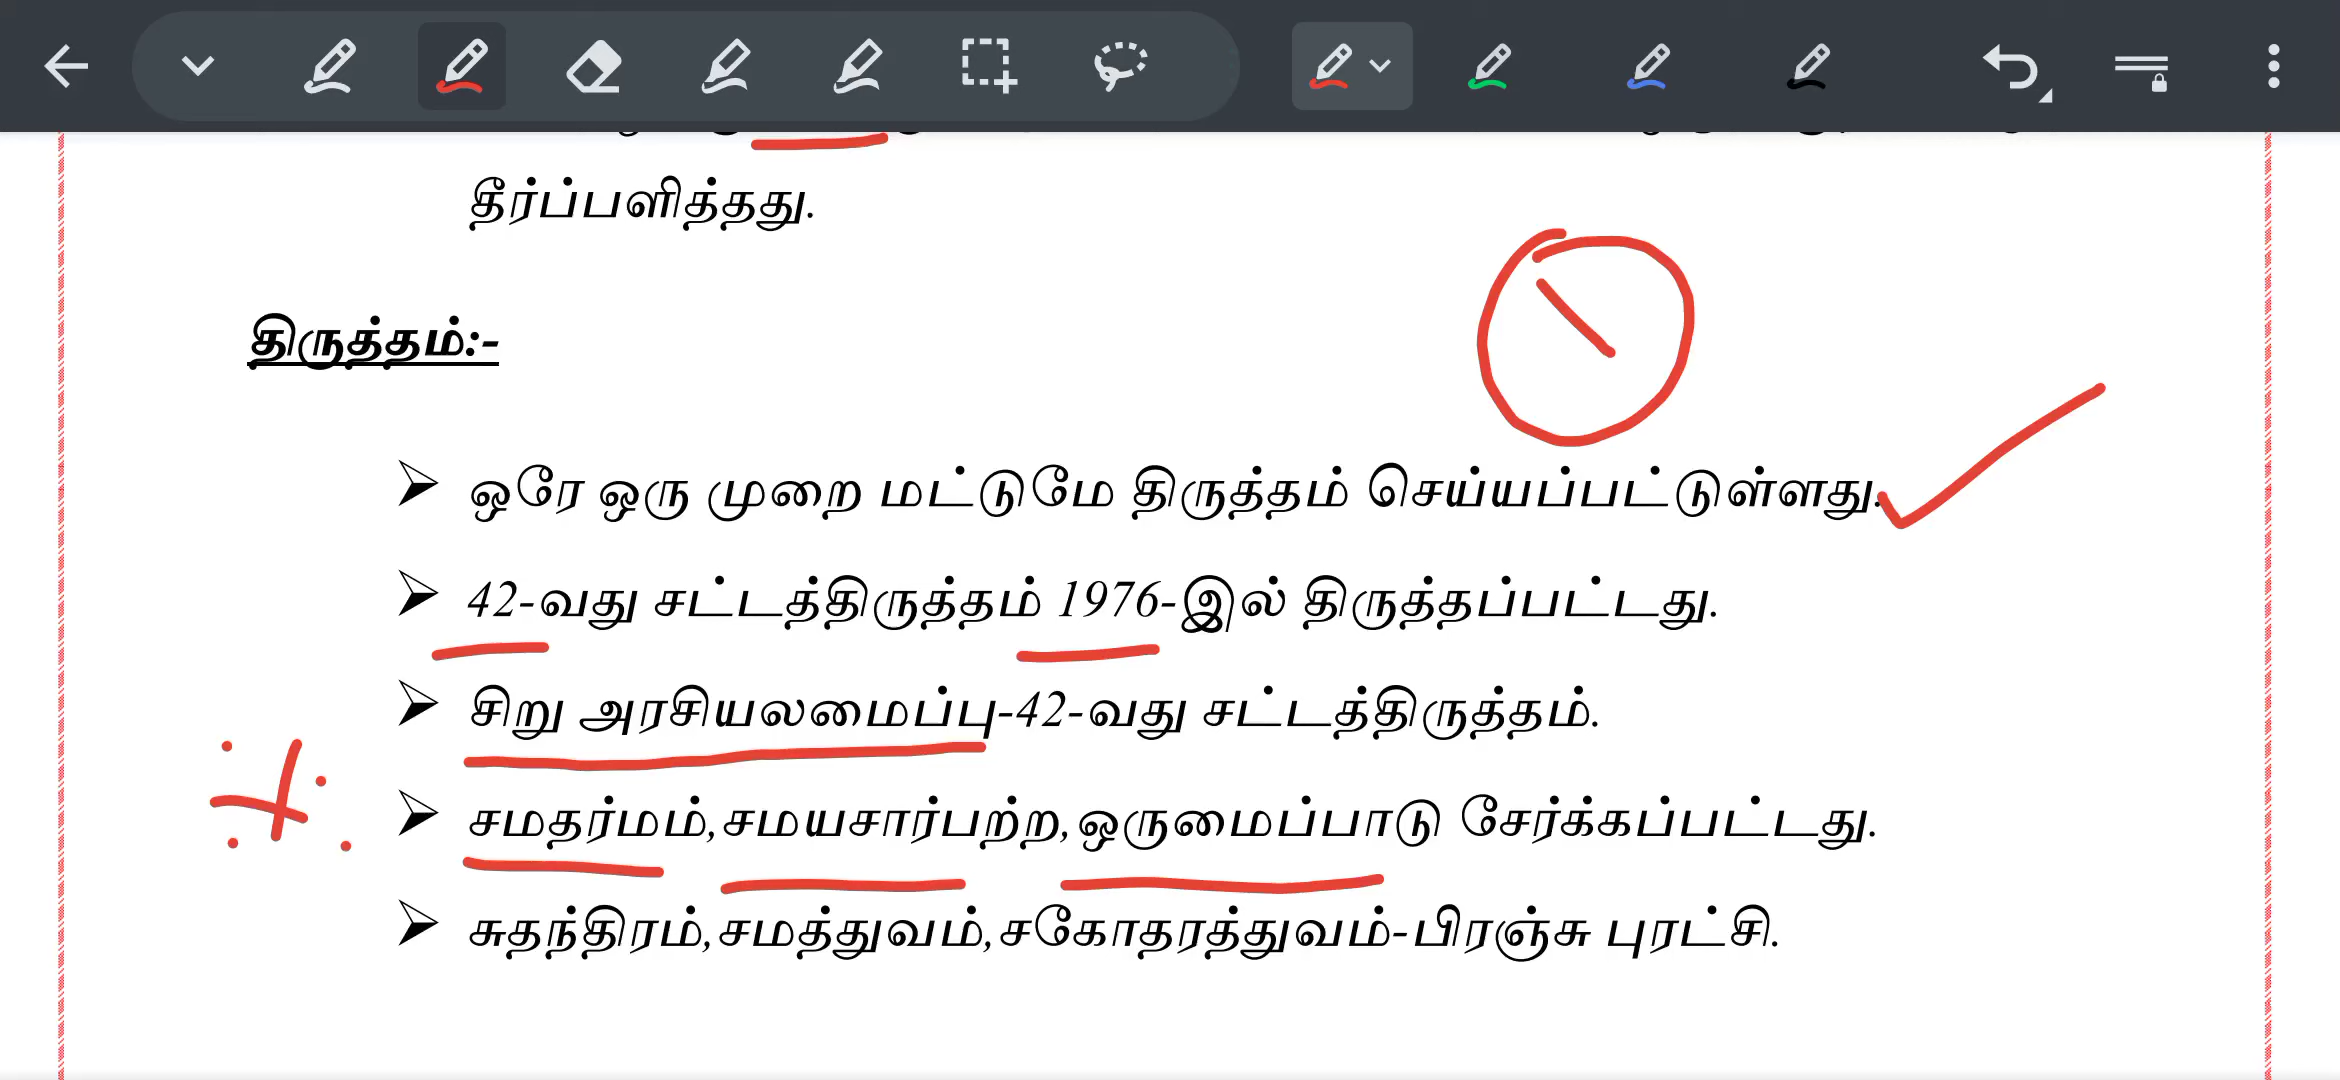 தீர்ப்பளித்தது.
திருத்தம்:-
➢ ஒரே ஒரு முறை மட்டுமே திருத்தம் செய்யப்பட்டுள்ளது.
➢ 42-வது சட்டத்திருத்தம் 1976-இல் திருத்தப்பட்டது.
➢ சிறு அரசியலமைப்பு-42-வது சட்டத்திருத்தம்.
➢ சமதர்மம்,சமயசார்பற்ற,ஒருமைப்பாடு சேர்க்கப்பட்டது.
➢ சுதந்திரம்,சமத்துவம்,சகோதரத்துவம்-பிரஞ்சு புரட்சி.